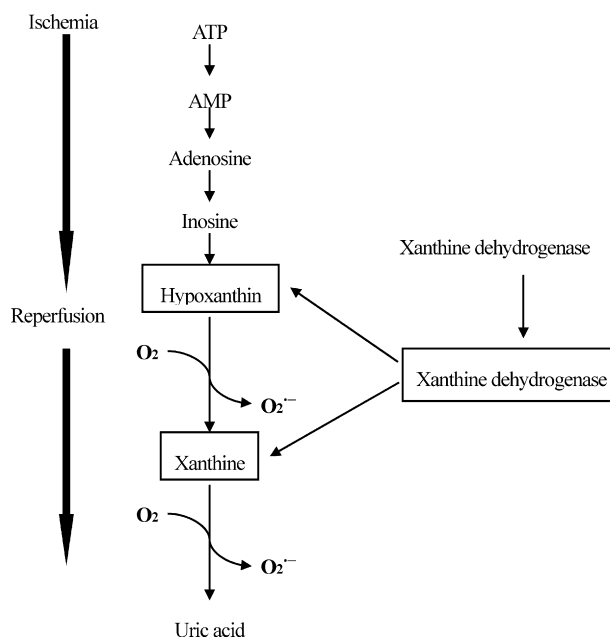 Ischemia
ATP
AMP
Adenosine
Inosine
Xanthine dehydrogenase
Hypoxanthin
Reperfusion
O₂
Xanthine dehydrogenase
O₂˙⁻
Xanthine
O₂
O₂˙⁻
Uric acid